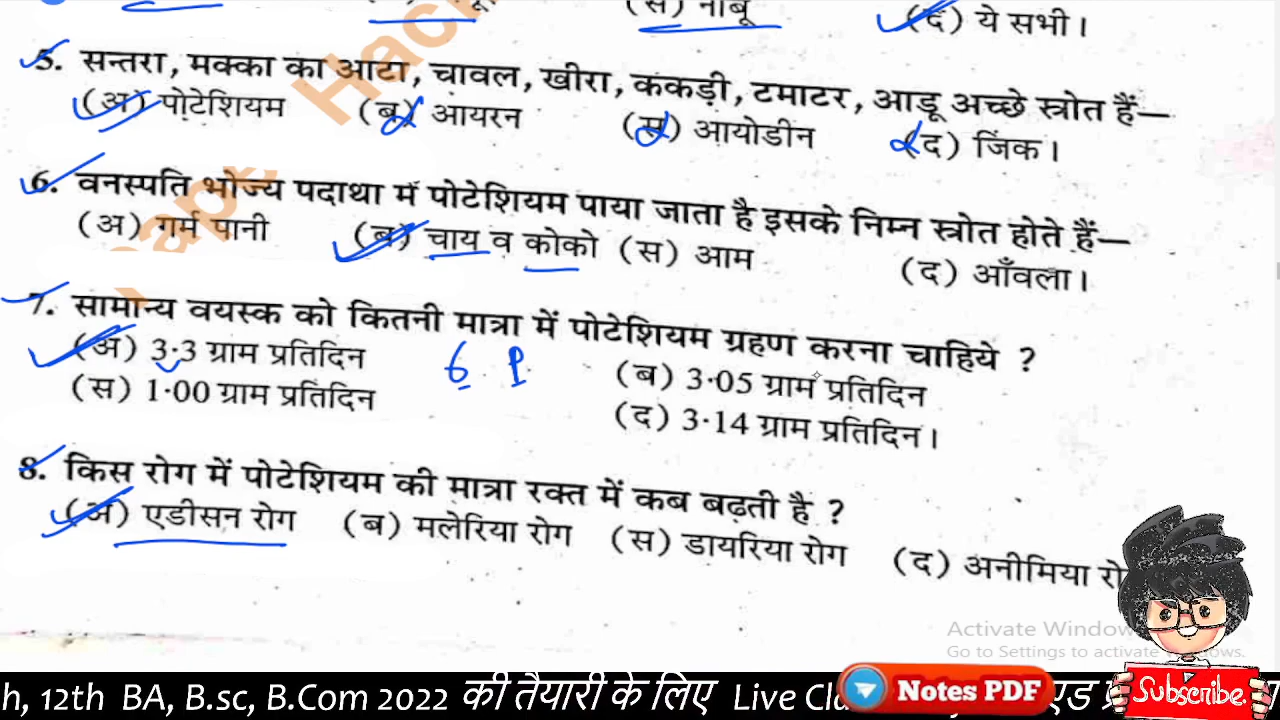 (स) नींबू (द) ये सभी।
5. सन्तरा, मक्का का आटा, चावल, खीरा, ककड़ी, टमाटर, आडू अच्छे स्त्रोत हैं—
(अ) पोटेशियम (ब) आयरन (स) आयोडीन (द) जिंक।
6. वनस्पति भोज्य पदार्थों में पोटेशियम पाया जाता है इसके निम्न स्त्रोत होते हैं—
(अ) गर्म पानी (ब) चाय व कोको (स) आम (द) आँवला।
7. सामान्य वयस्क को कितनी मात्रा में पोटेशियम ग्रहण करना चाहिये ?
(अ) 3·3 ग्राम प्रतिदिन (ब) 3·05 ग्राम प्रतिदिन
6 P
(स) 1·00 ग्राम प्रतिदिन (द) 3·14 ग्राम प्रतिदिन।
8. किस रोग में पोटेशियम की मात्रा रक्त में कब बढ़ती है ?
(अ) एडीसन रोग (ब) मलेरिया रोग (स) डायरिया रोग (द) अनीमिया रो
Activate Window
Go to Settings to activate Windows.
h, 12th BA, B.sc, B.Com 2022 की तैयारी के लिए Live Cla
Notes PDF
एड
Subscribe